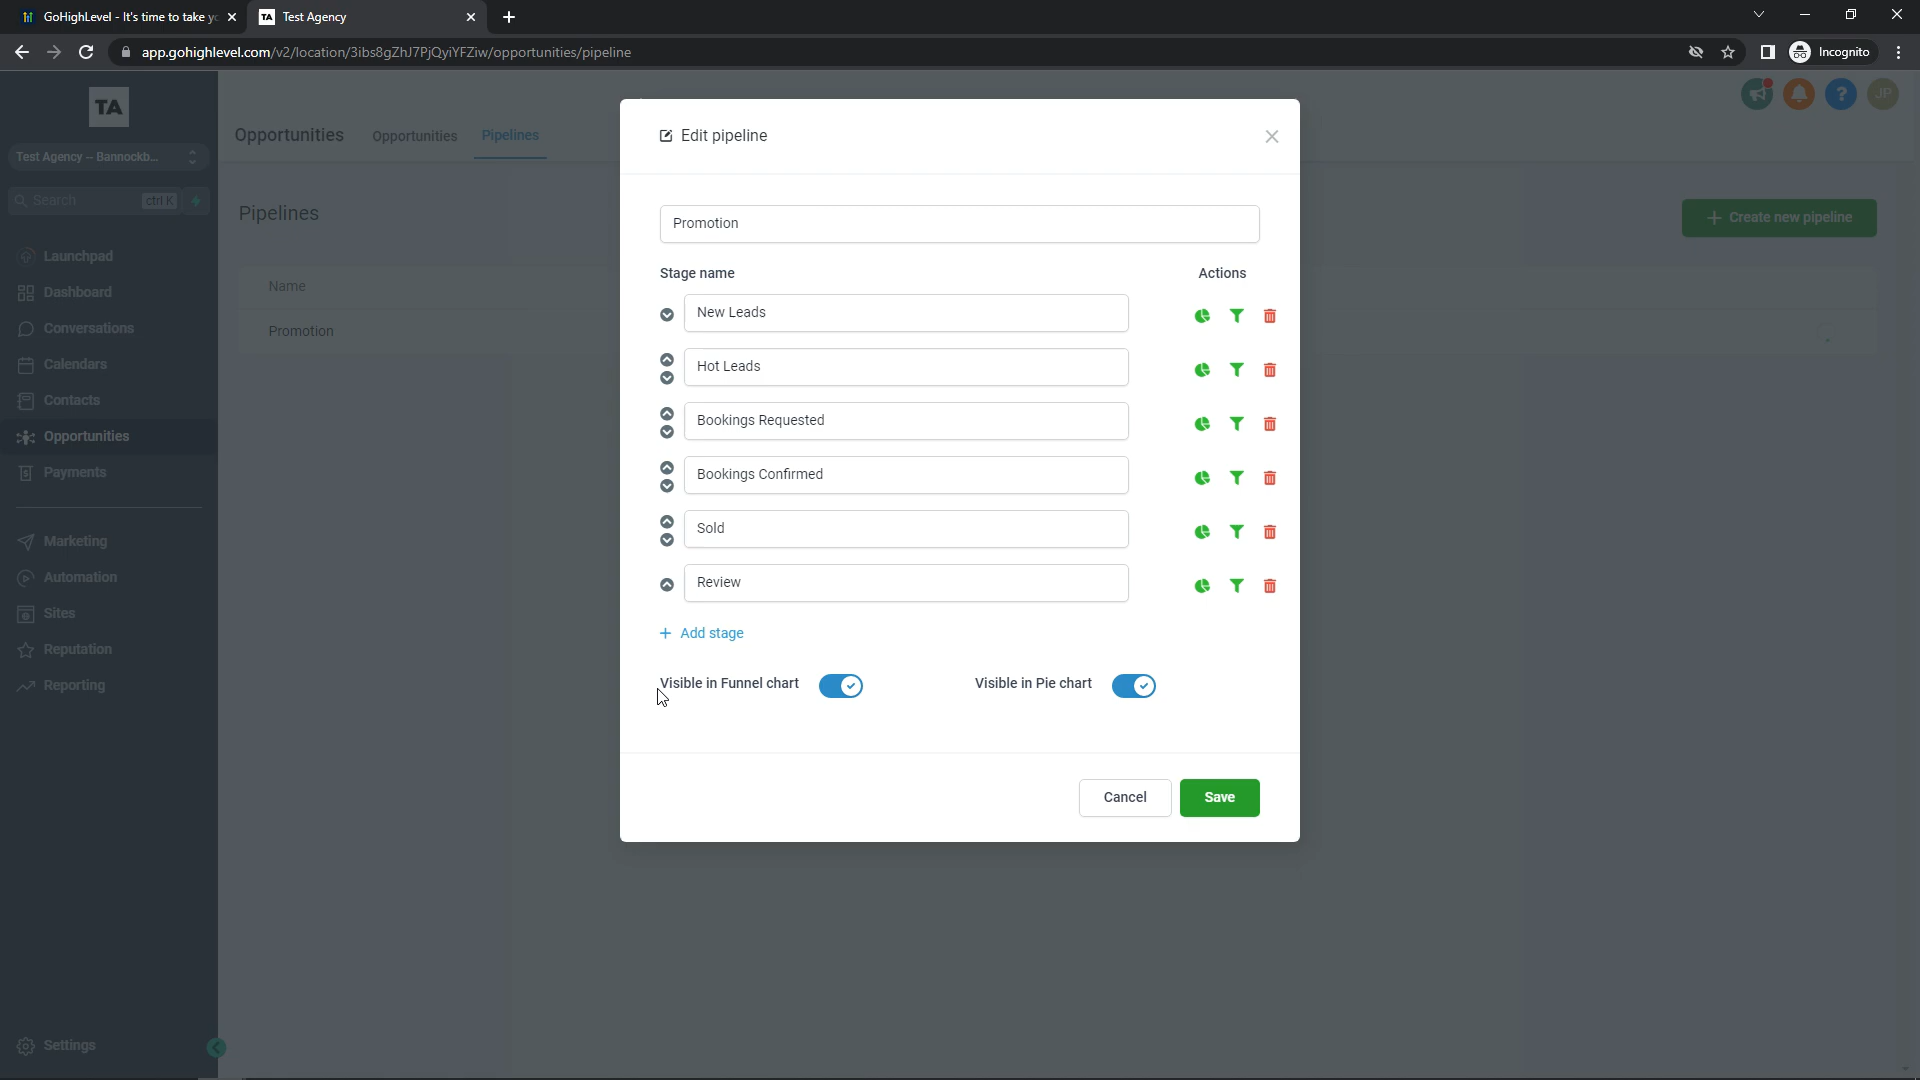 GoHighLevel - It's time to take yo
TA Test Agency
app.gohighlevel.com/v2/location/3ibs8gZhJ7PjQyiYFZiw/opportunities/pipeline
Incognito
TA
Test Agency -- Bannockb...
Search ctrl K
Launchpad
Dashboard
Conversations
Calendars
Contacts
Opportunities
Payments
Marketing
Automation
Sites
Reputation
Reporting
Settings
Opportunities Opportunities Pipelines
? JP
Pipelines
+ Create new pipeline
Name
Promotion
Edit pipeline
Promotion
Stage name Actions
New Leads
Hot Leads
Bookings Requested
Bookings Confirmed
Sold
Review
+ Add stage
Visible in Funnel chart Visible in Pie chart
Cancel Save